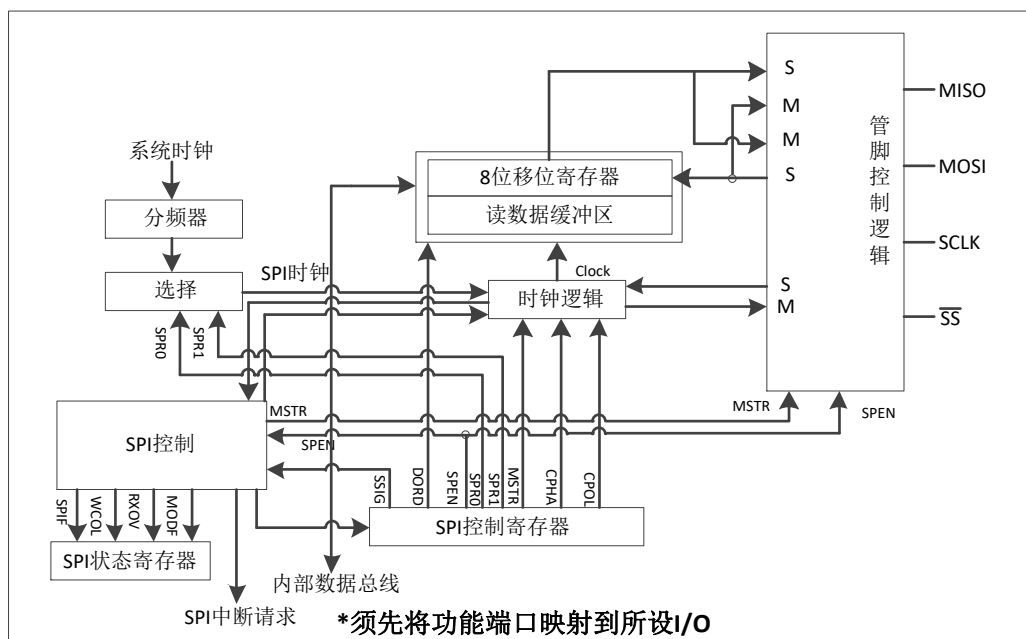 S
MISO
M
系统时钟
M
8位移位寄存器
S
MOSI
管脚控制逻辑
分频器
读数据缓冲区
SCLK
SPI时钟
Clock
选择
时钟逻辑
S
M
SS
SPR0
SPR1
MSTR
MSTR
SPEN
SPI控制
SPEN
SSIG
DORD
SPEN
SPR0
SPR1
MSTR
CPHA
CPOL
SPIF
WCOL
RXOV
MODF
SPI控制寄存器
SPI状态寄存器
内部数据总线
SPI中断请求
*须先将功能端口映射到所设I/O